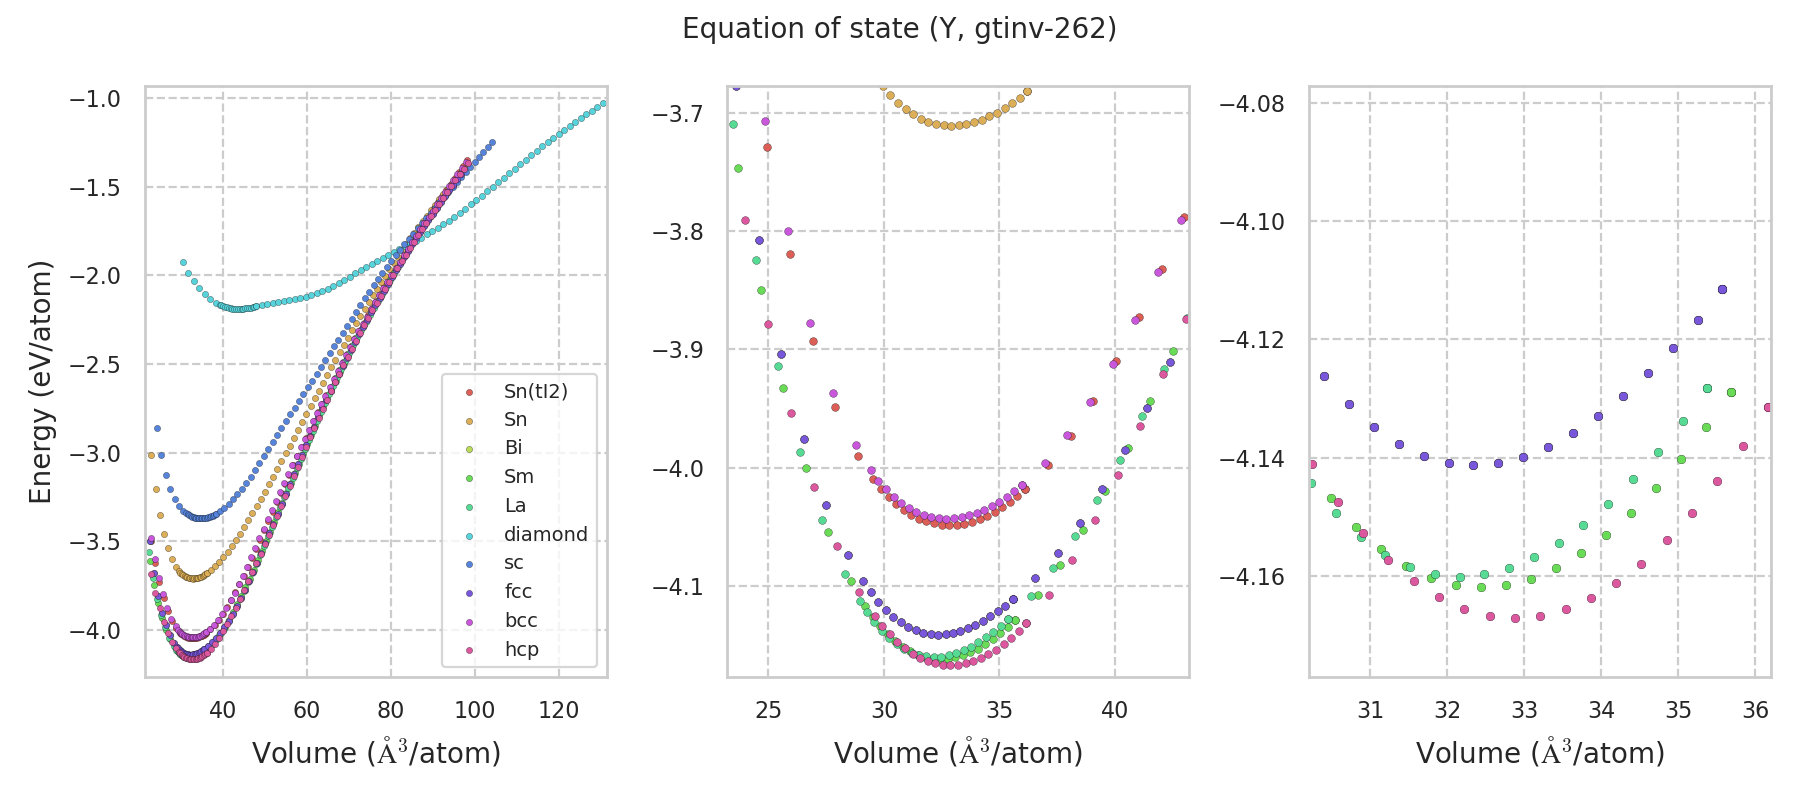 Equation of state (Y, gtinv-262)
Energy (eV/atom)
−1.0
−1.5
−2.0
−2.5
−3.0
−3.5
−4.0
40
60
80
100
120
Volume (Å³/atom)
Sn(tI2)
Sn
Bi
Sm
La
diamond
sc
fcc
bcc
hcp
−3.7
−3.8
−3.9
−4.0
−4.1
25
30
35
40
Volume (Å³/atom)
−4.08
−4.10
−4.12
−4.14
−4.16
31
32
33
34
35
36
Volume (Å³/atom)